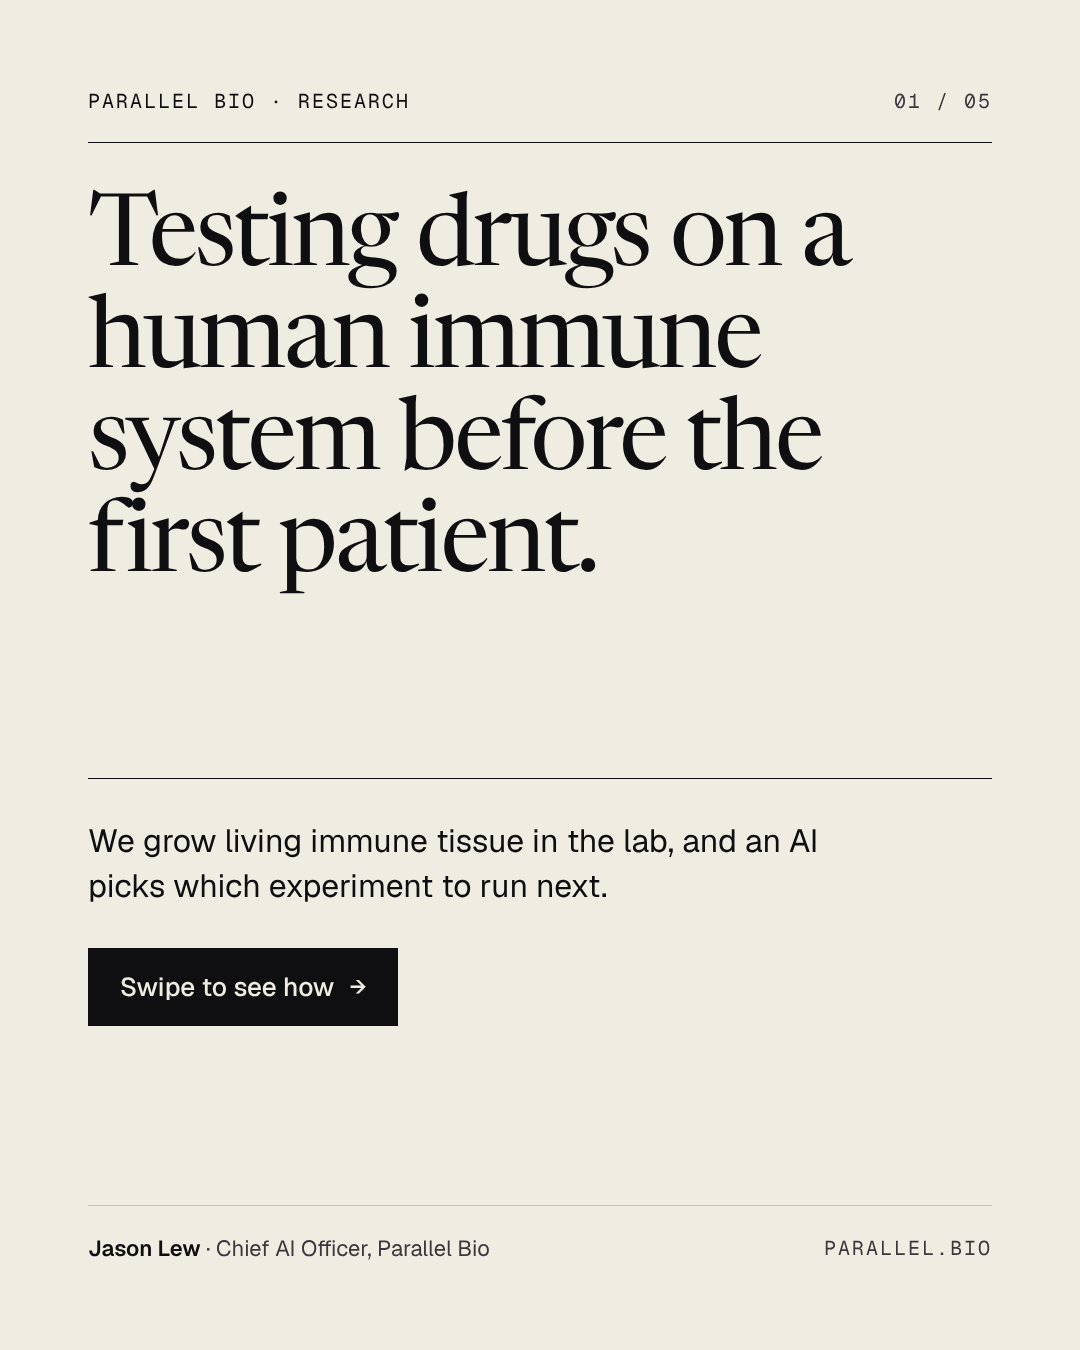 PARALLEL BIO · RESEARCH
01 / 05
Testing drugs on a
human immune
system before the
first patient.
We grow living immune tissue in the lab, and an AI
picks which experiment to run next.
Swipe to see how →
Jason Lew · Chief AI Officer, Parallel Bio
PARALLEL.BIO